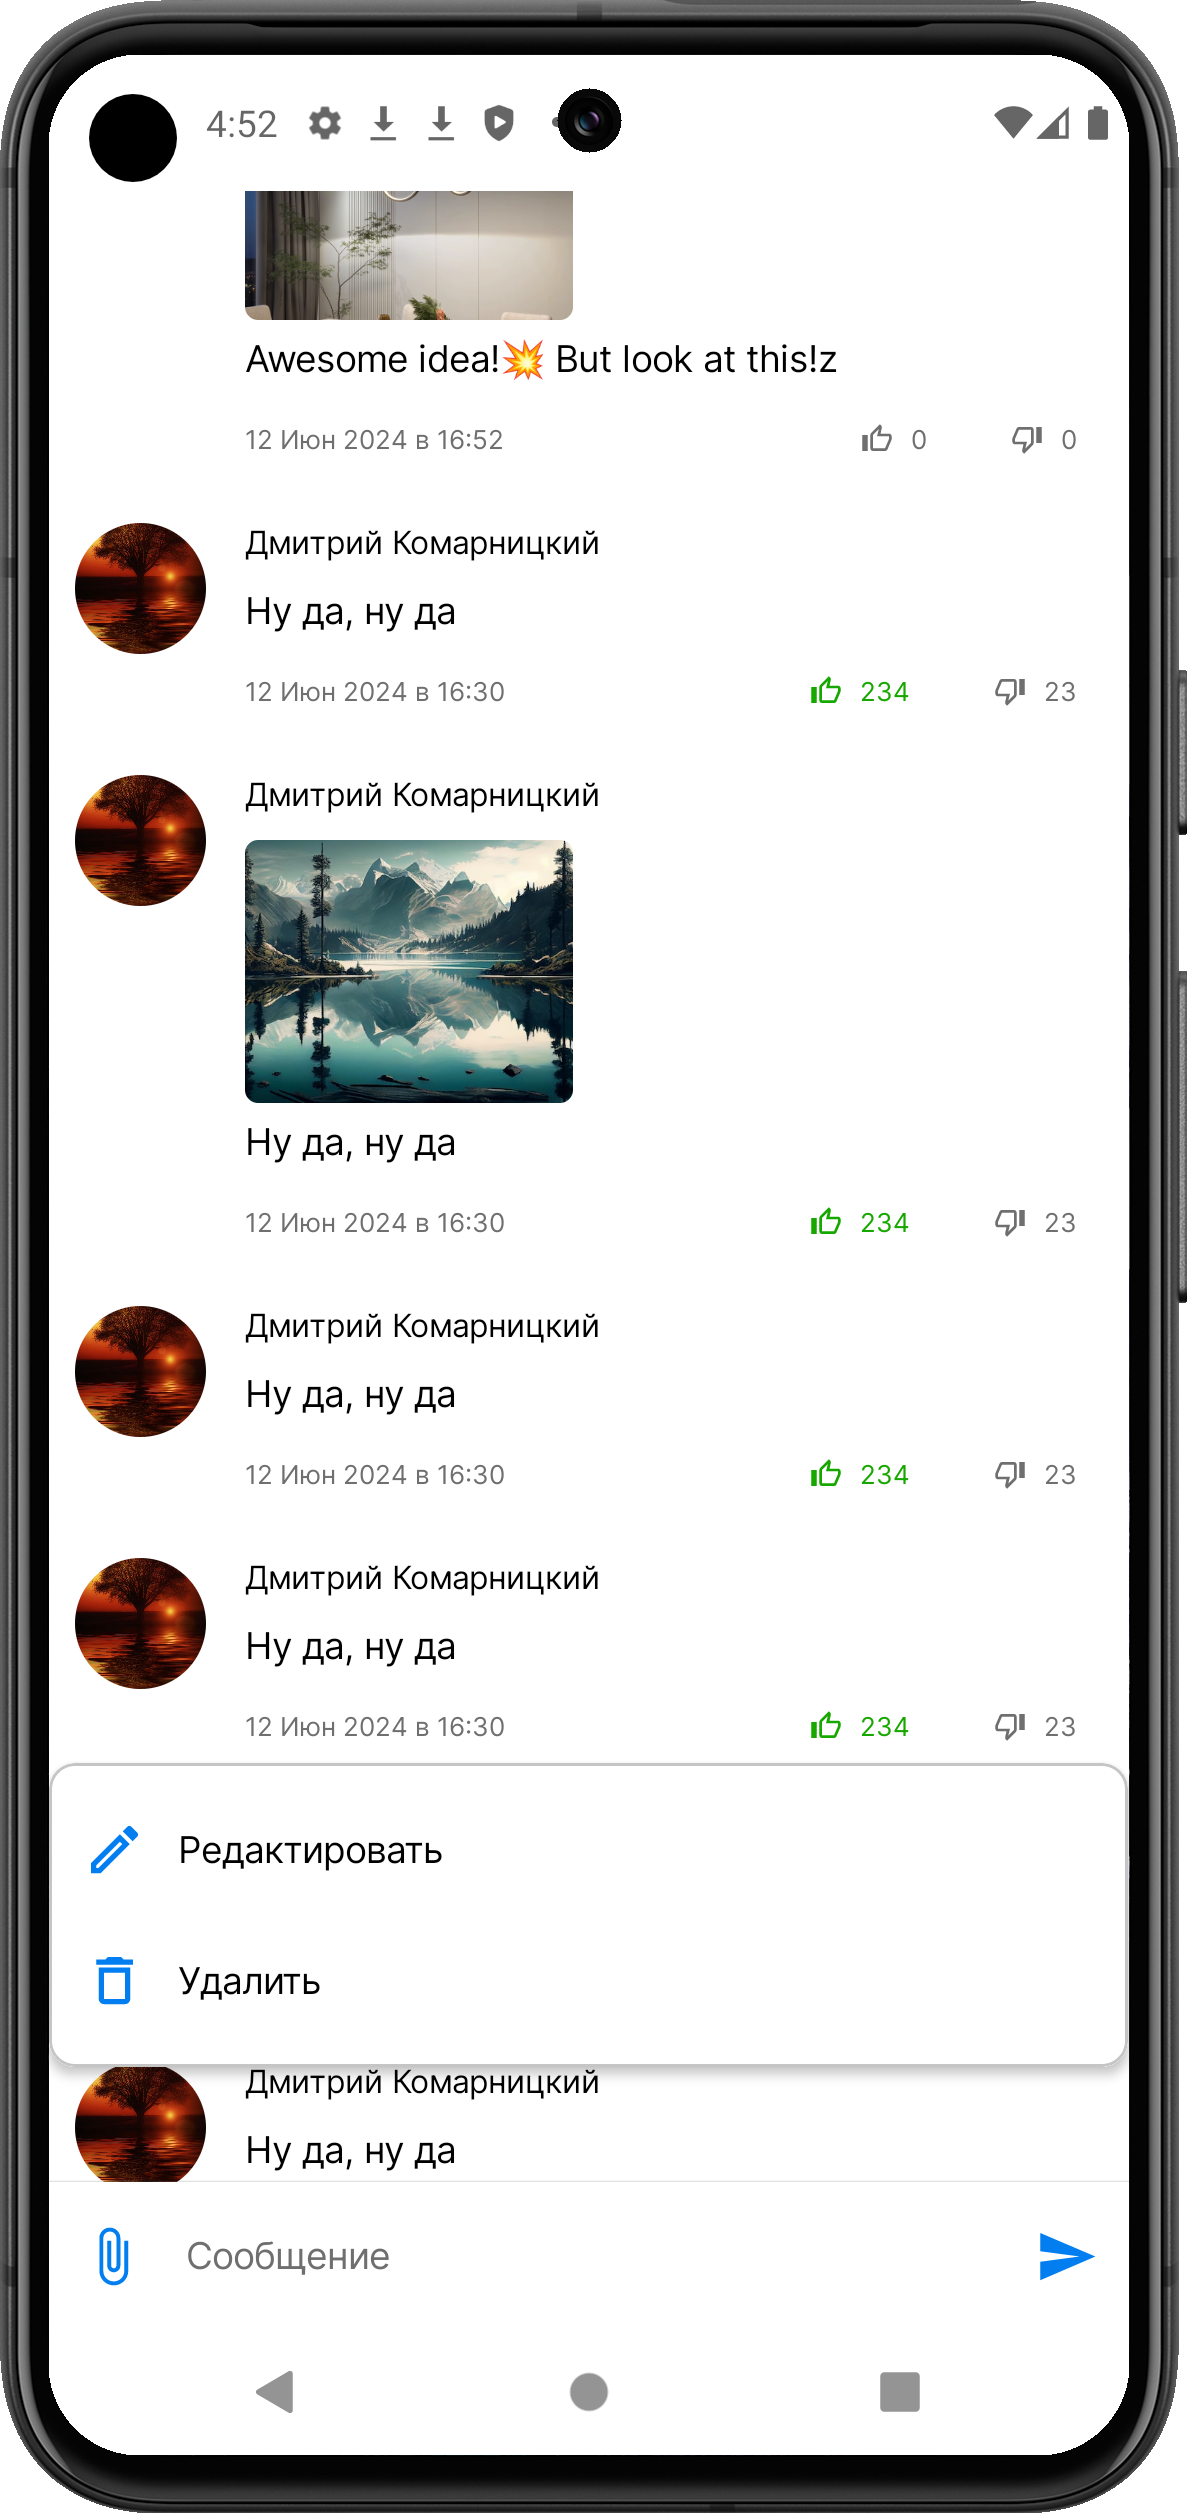 4:52
Awesome idea!💥 But look at this!z
12 Июн 2024 в 16:52 0 0
Дмитрий Комарницкий
Ну да, ну да
12 Июн 2024 в 16:30 234 23
Дмитрий Комарницкий
Ну да, ну да
12 Июн 2024 в 16:30 234 23
Дмитрий Комарницкий
Ну да, ну да
12 Июн 2024 в 16:30 234 23
Дмитрий Комарницкий
Ну да, ну да
12 Июн 2024 в 16:30 234 23
Редактировать
Удалить
Дмитрий Комарницкий
Ну да, ну да
Сообщение